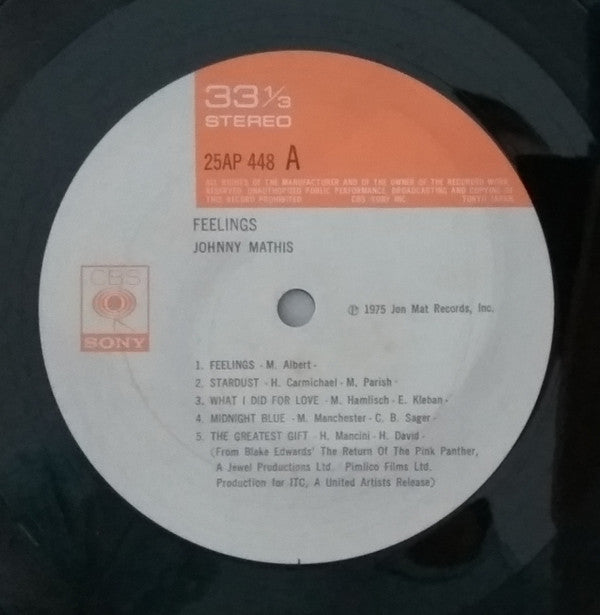 33 1/3
STEREO
25AP 448 A
ALL RIGHTS OF THE MANUFACTURER AND OF THE OWNER OF THE RECORDED WORK
RESERVED. UNAUTHORIZED PUBLIC PERFORMANCE, BROADCASTING AND COPYING OF
THIS RECORD PROHIBITED CBS SONY INC. TOKYO JAPAN
FEELINGS
JOHNNY MATHIS
CBS
SONY
℗ 1975 Jon Mat Records, Inc.
1. FEELINGS - M. Albert -
2. STARDUST - H. Carmichael - M. Parish -
3. WHAT I DID FOR LOVE - M. Hamlisch - E. Kleban -
4. MIDNIGHT BLUE - M. Manchester - C. B. Sager -
5. THE GREATEST GIFT - H. Mancini - H. David -
(From Blake Edwards' The Return Of The Pink Panther,
A Jewel Productions Ltd. Pimlico Films Ltd.
Production for ITC, A United Artists Release)